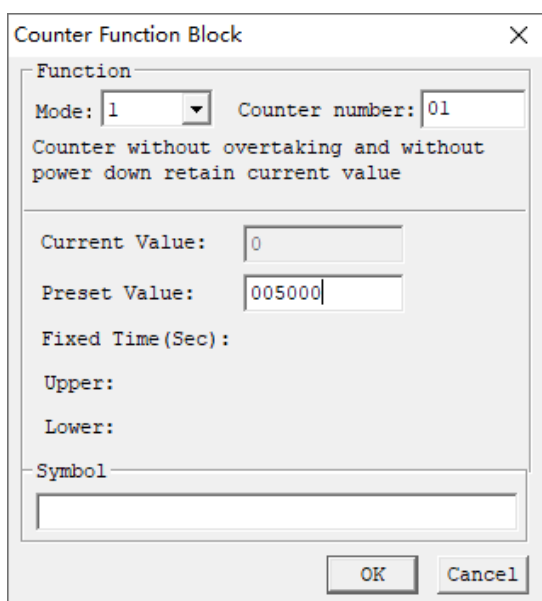 Counter Function Block
Function
Mode: 1 Counter number: 01
Counter without overtaking and without
power down retain current value
Current Value: 0
Preset Value: 005000
Fixed Time(Sec):
Upper:
Lower:
Symbol
OK Cancel